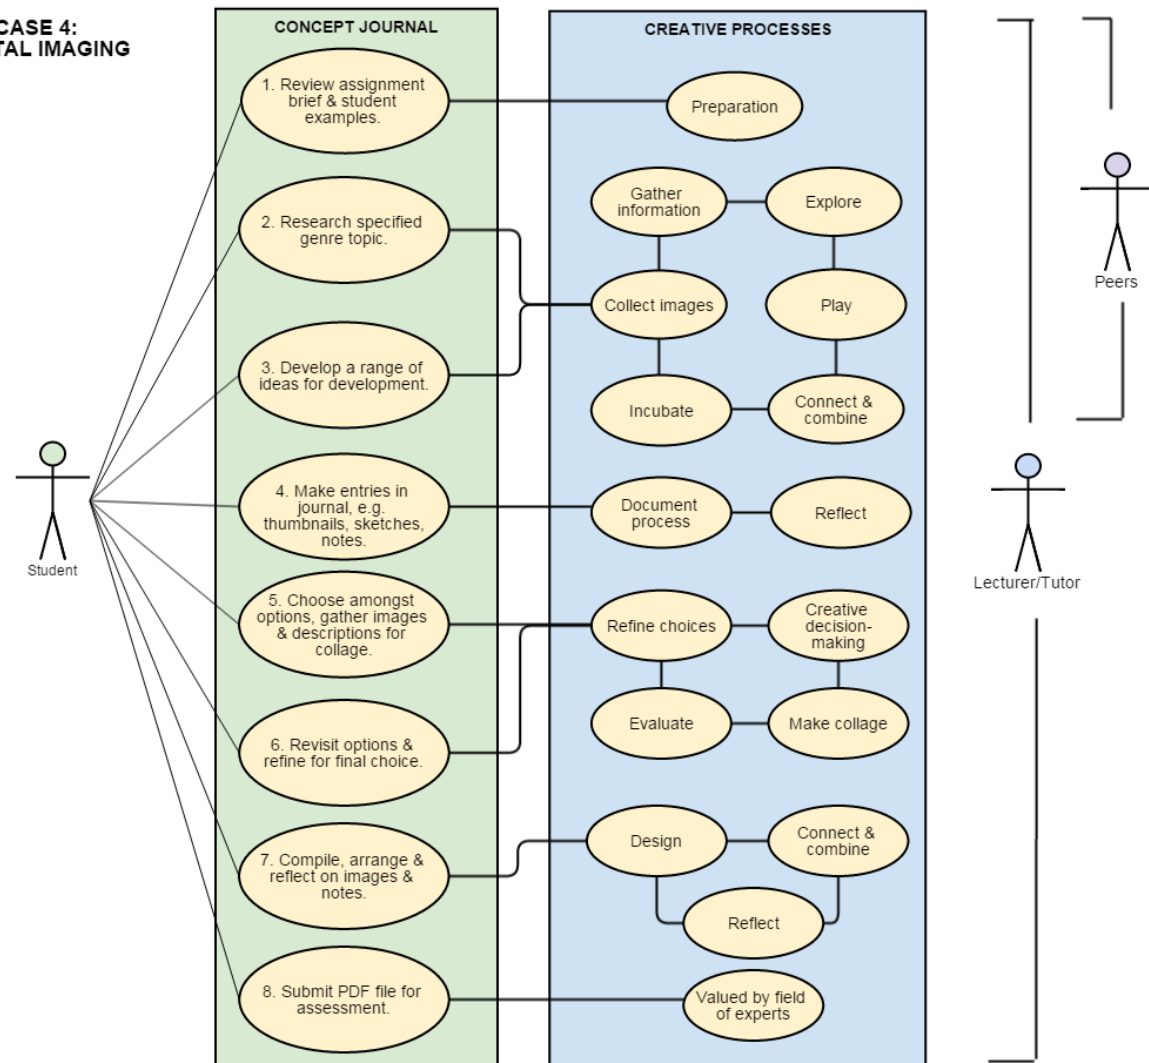 CASE 4:
TAL IMAGING
CONCEPT JOURNAL
CREATIVE PROCESSES
1. Review assignment
brief & student
examples.
Preparation
2. Research specified
genre topic.
Gather
information
Explore
Collect images
Play
3. Develop a range of
ideas for development.
Incubate
Connect &
combine
4. Make entries in
journal, e.g.
thumbnails, sketches,
notes.
Document
process
Reflect
5. Choose amongst
options, gather images
& descriptions for
collage.
Refine choices
Creative
decision-
making
Evaluate
Make collage
6. Revisit options &
refine for final choice.
7. Compile, arrange &
reflect on images &
notes.
Design
Connect &
combine
Reflect
8. Submit PDF file for
assessment.
Valued by field
of experts
Student
Peers
Lecturer/Tutor